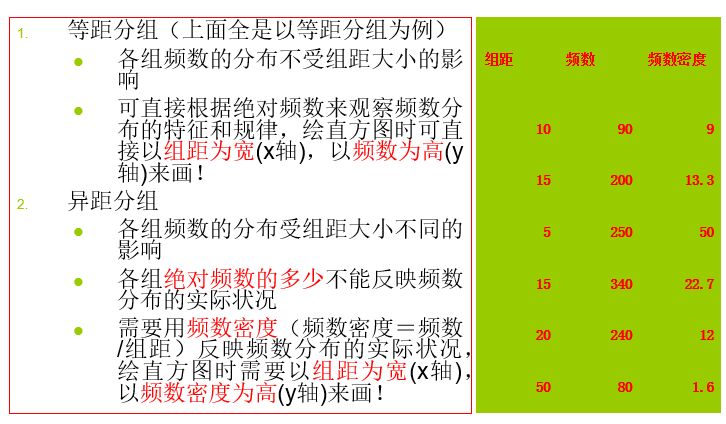 1. 等距分组（上面全是以等距分组为例）
各组频数的分布不受组距大小的影
响
可直接根据绝对频数来观察频数分
布的特征和规律，绘直方图时可直
接以组距为宽(x轴)，以频数为高(y
轴)来画！
2. 异距分组
各组频数的分布受组距大小不同的
影响
各组绝对频数的多少不能反映频数
分布的实际状况
需要用频数密度（频数密度＝频数
/组距）反映频数分布的实际状况，
绘直方图时需要以组距为宽(x轴)，
以频数密度为高(y轴)来画！
组距 频数 频数密度
10 90 9
15 200 13.3
5 250 50
15 340 22.7
20 240 12
50 80 1.6